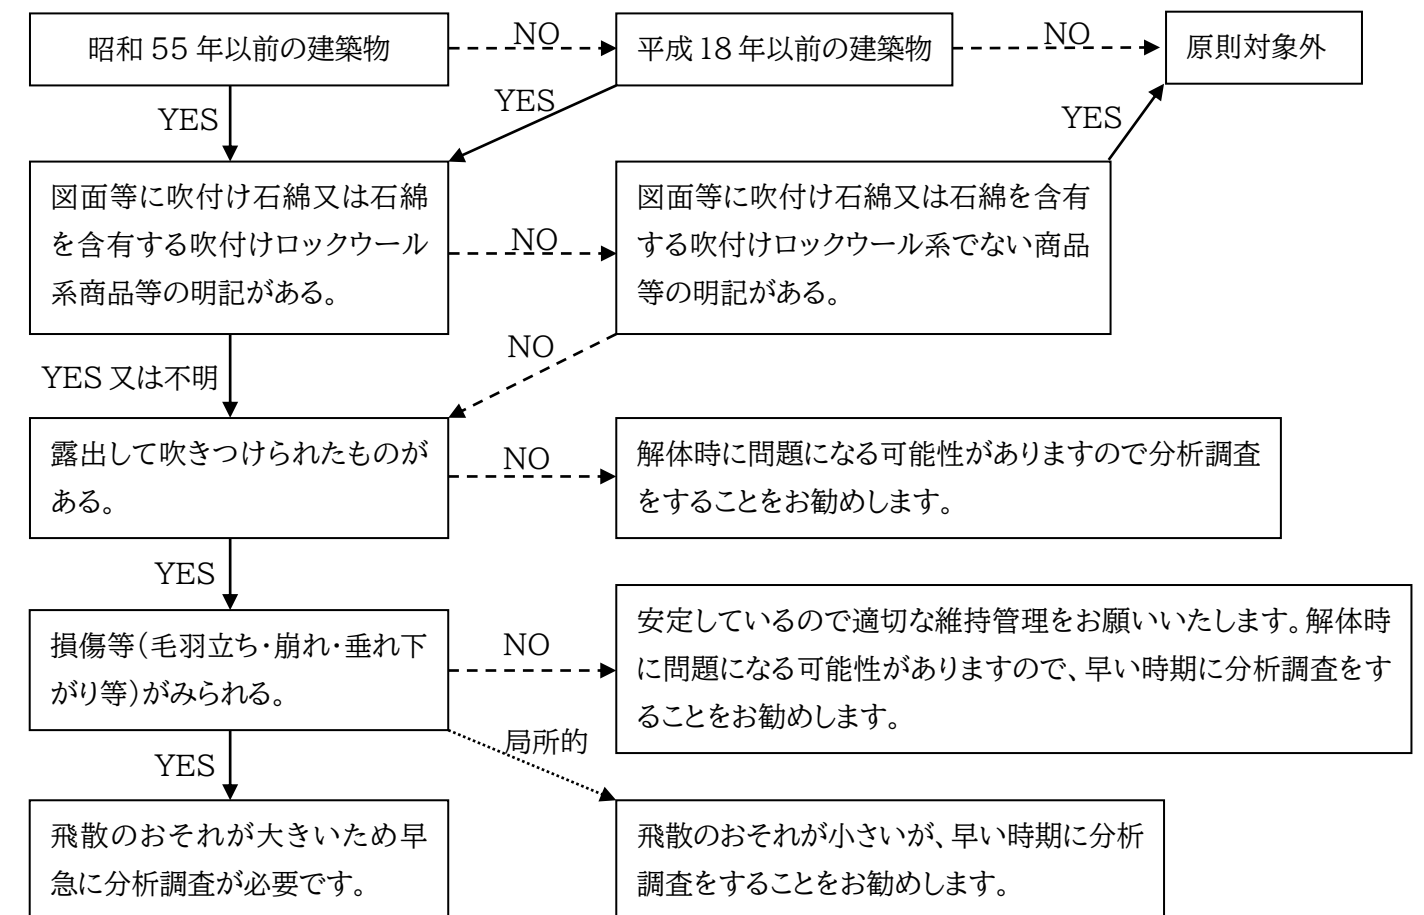 昭和 55 年以前の建築物
NO
平成 18 年以前の建築物
NO
原則対象外
YES
YES
YES
図面等に吹付け石綿又は石綿
を含有する吹付けロックウール
系商品等の明記がある。
NO
図面等に吹付け石綿又は石綿を含有
する吹付けロックウール系でない商品
等の明記がある。
YES 又は不明
NO
露出して吹きつけられたものが
ある。
NO
解体時に問題になる可能性がありますので分析調査
をすることをお勧めします。
YES
損傷等(毛羽立ち・崩れ・垂れ下
がり等)がみられる。
NO
安定しているので適切な維持管理をお願いいたします。解体時
に問題になる可能性がありますので、早い時期に分析調査をす
ることをお勧めします。
YES
局所的
飛散のおそれが大きいため早
急に分析調査が必要です。
飛散のおそれが小さいが、早い時期に分析
調査をすることをお勧めします。